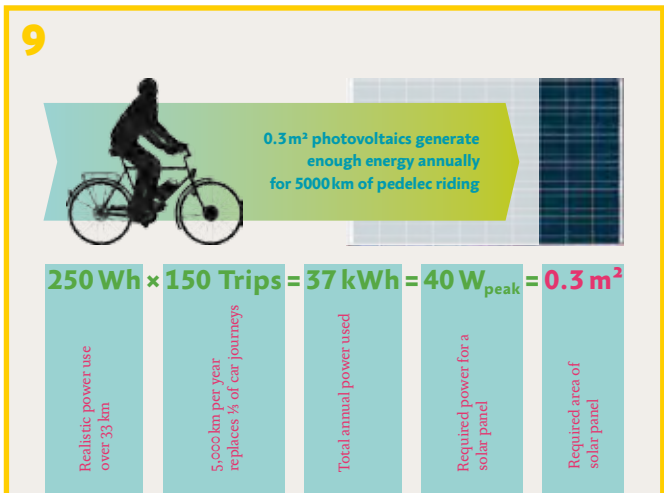 9
0.3 m² photovoltaics generate
enough energy annually
for 5000 km of pedelec riding
250 Wh × 150 Trips = 37 kWh = 40 Wpeak = 0.3 m²
Realistic power use
over 33 km
5,000 km per year
replaces ⅓ of car journeys
Total annual power used
Required power for a
solar panel
Required area of
solar panel